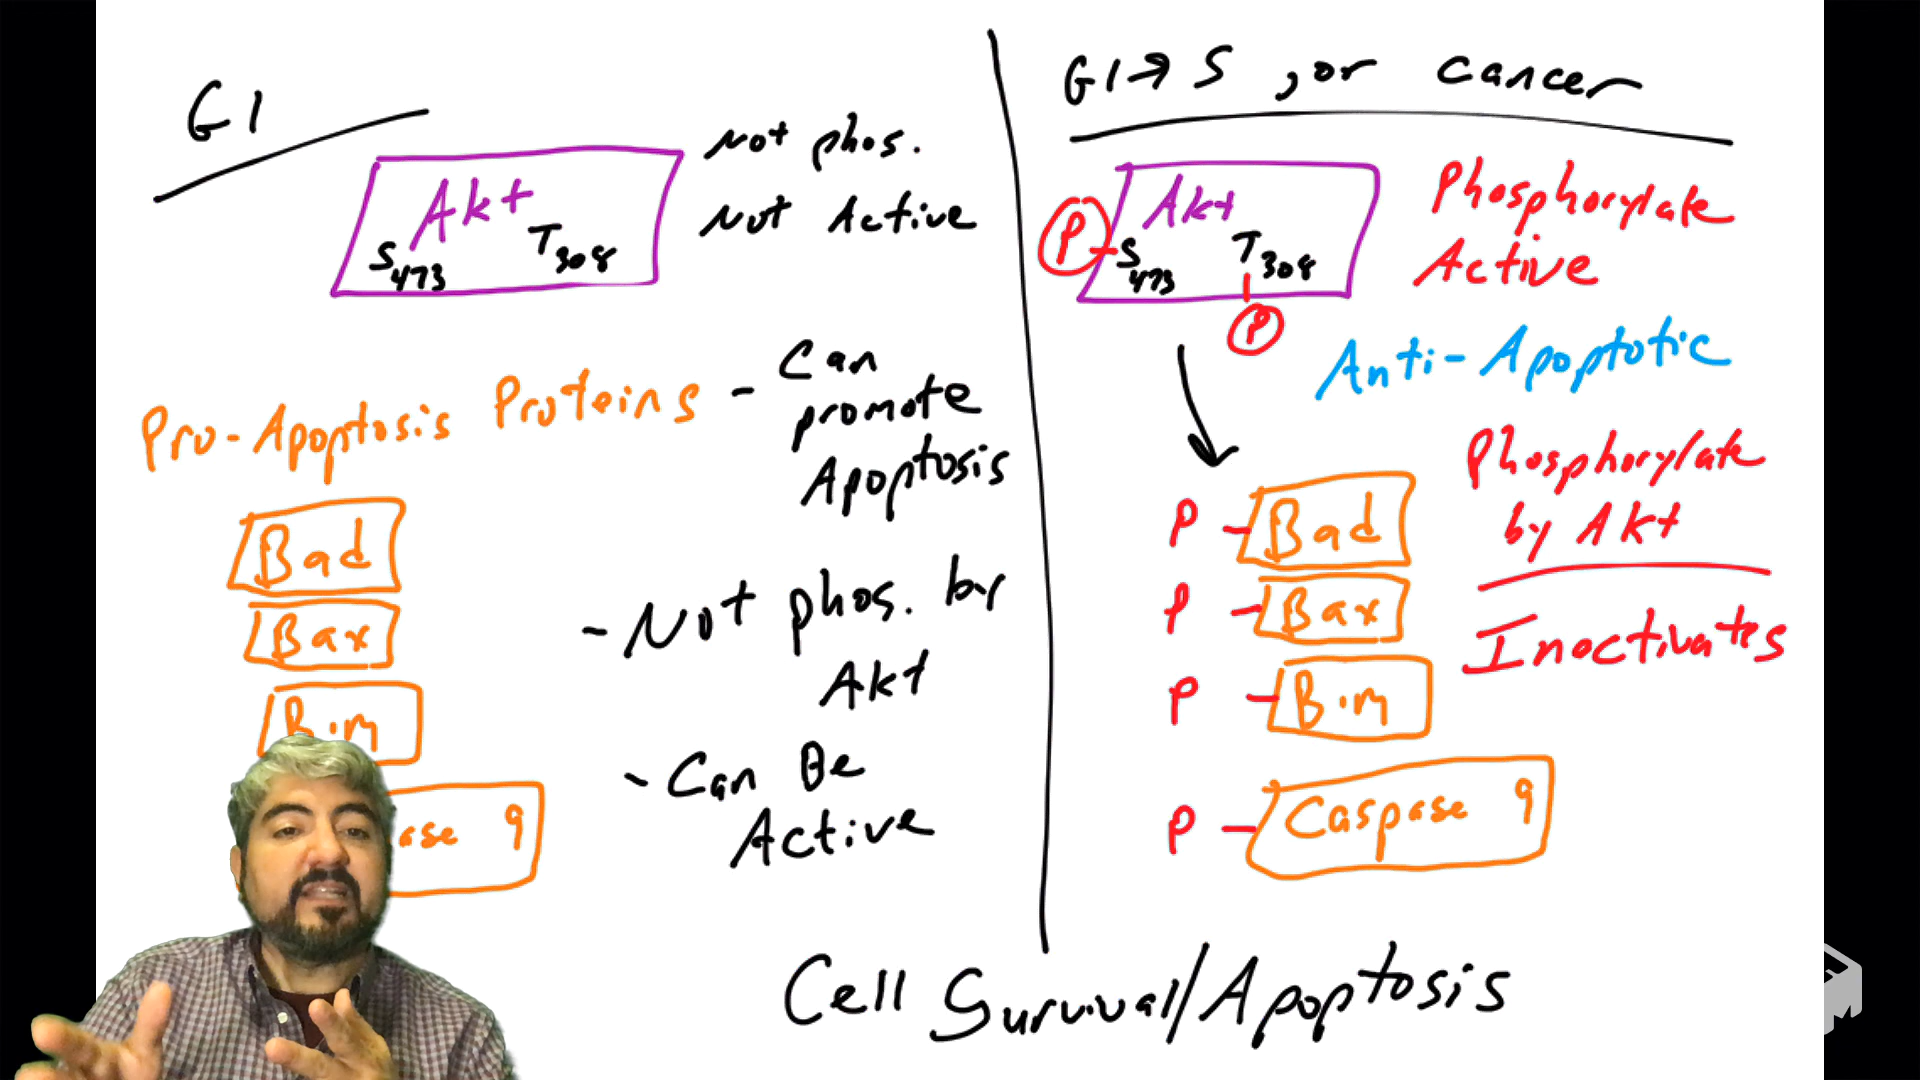 G1
Akt
S473
T308
Not phos.
Not Active
Pro-Apoptosis Proteins
- Can
promote
Apoptosis
Bad
Bax
Bim
ase 9
- Not phos. by
Akt
- Can Be
Active
G1→S, or cancer
P
Akt
S473
T308
P
Phosphorylate
Active
Anti-Apoptotic
Phosphorylate
by Akt
Inactivates
P - Bad
P - Bax
P - Bim
P - Caspase 9
Cell Survival/Apoptosis